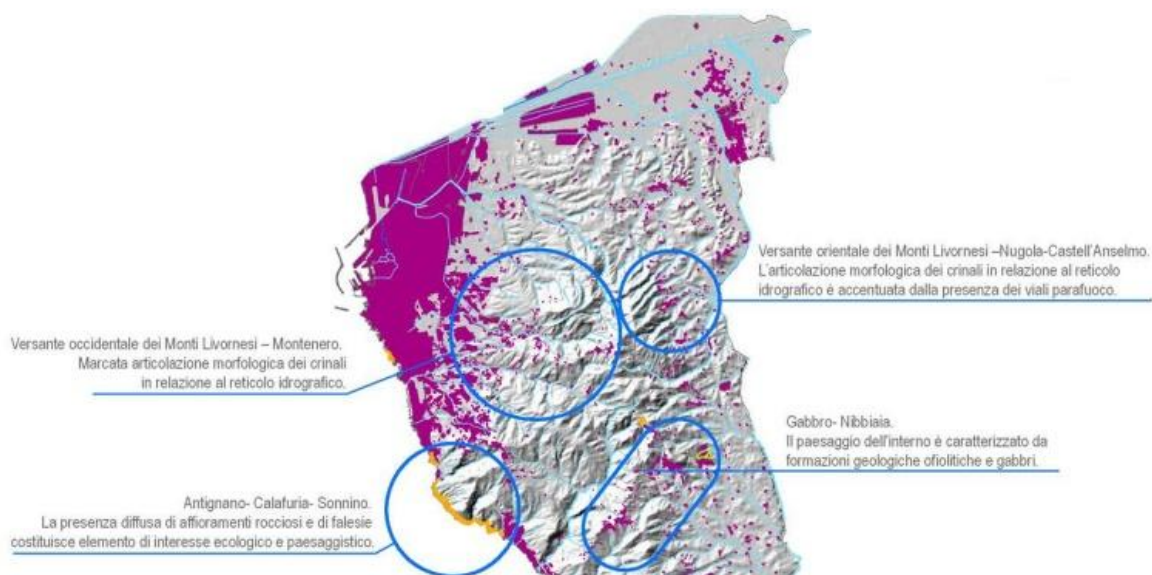 Versante orientale dei Monti Livornesi –Nugola-Castell'Anselmo.
L'articolazione morfologica dei crinali in relazione al reticolo
idrografico è accentuata dalla presenza dei viali parafuoco.
Versante occidentale dei Monti Livornesi – Montenero.
Marcata articolazione morfologica dei crinali
in relazione al reticolo idrografico.
Gabbro- Nibbiaia.
Il paesaggio dell'interno è caratterizzato da
formazioni geologiche ofiolitiche e gabbri.
Antignano- Calafuria- Sonnino.
La presenza diffusa di affioramenti rocciosi e di falesie
costituisce elemento di interesse ecologico e paesaggistico.